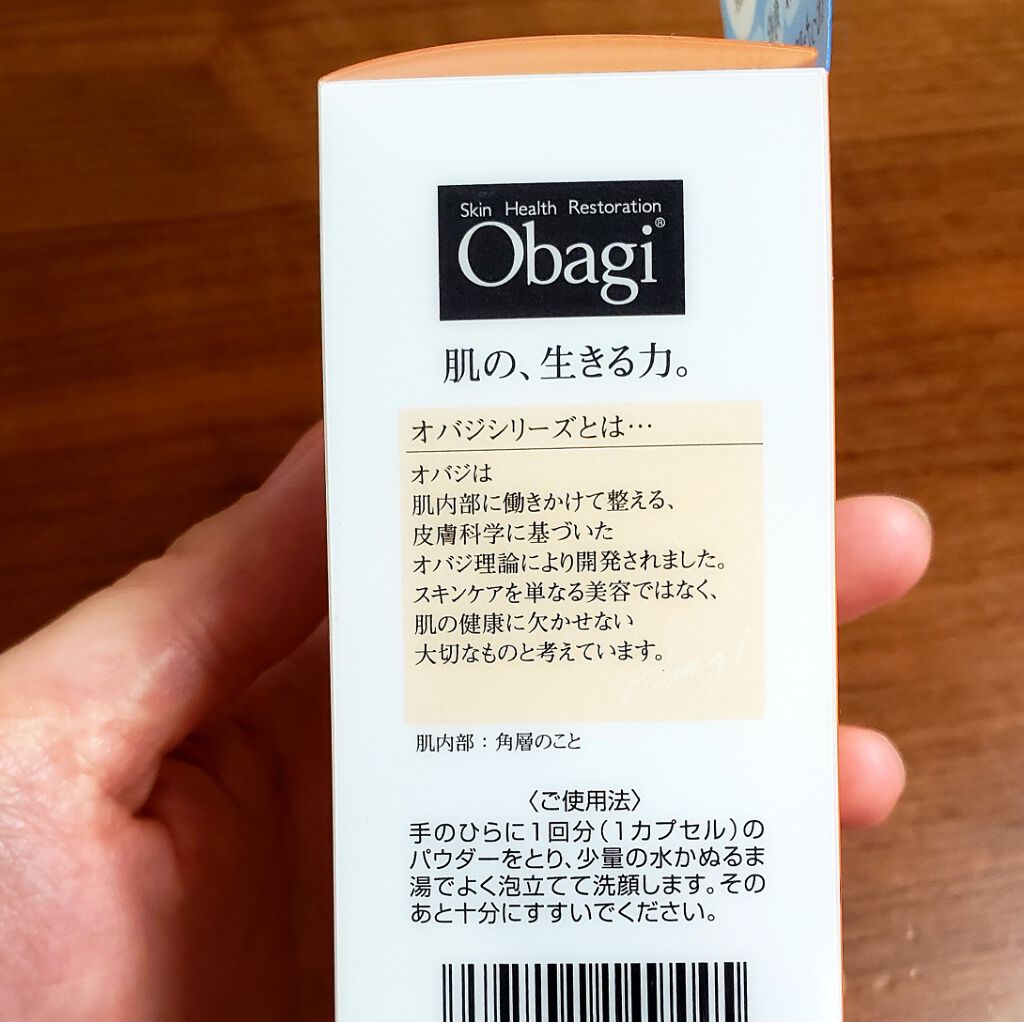 Skin Health Restoration
Obagi®
肌の、生きる力。
オバジシリーズとは…
オバジは
肌内部に働きかけて整える、
皮膚科学に基づいた
オバジ理論により開発されました。
スキンケアを単なる美容ではなく、
肌の健康に欠かせない
大切なものと考えています。
Obagi
肌内部：角層のこと
〈ご使用法〉
手のひらに1回分（1カプセル）の
パウダーをとり、少量の水かぬるま
湯でよく泡立てて洗顔します。その
あと十分にすすいでください。